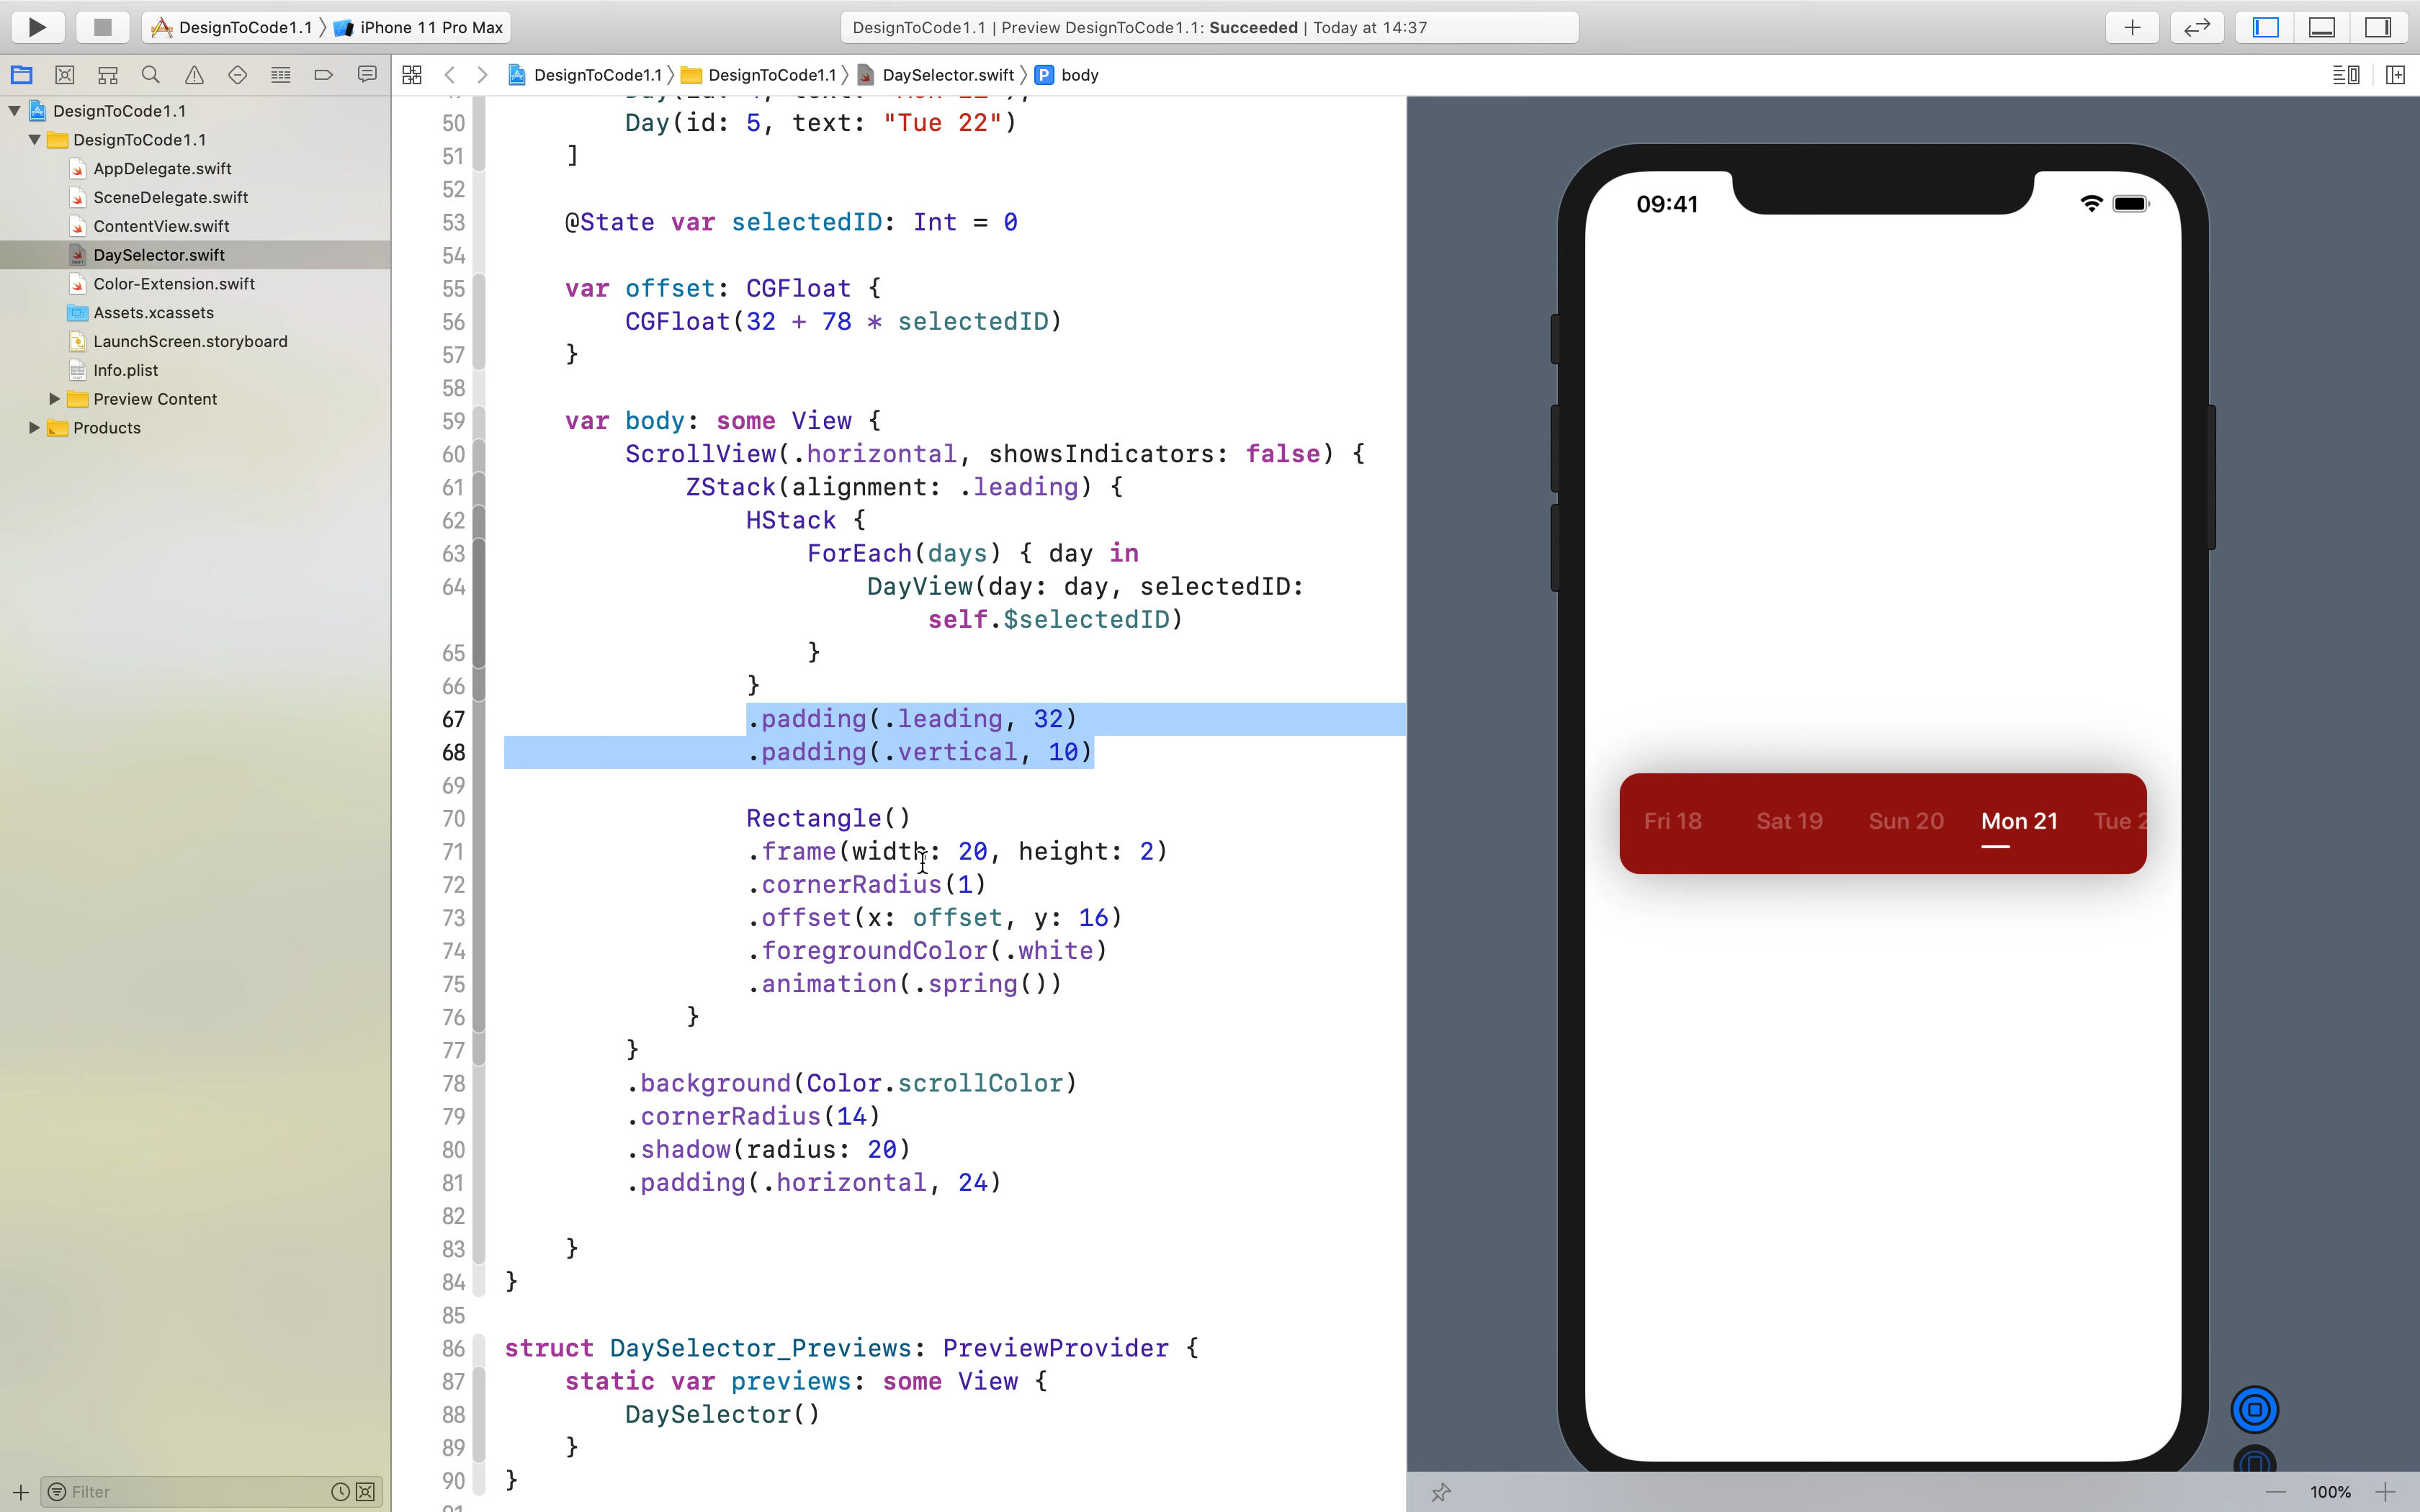 DesignToCode1.1 〉 iPhone 11 Pro Max
DesignToCode1.1 | Preview DesignToCode1.1: Succeeded | Today at 14:37
DesignToCode1.1 〉 DesignToCode1.1 〉 DaySelector.swift 〉 P body
DesignToCode1.1
DesignToCode1.1
AppDelegate.swift
SceneDelegate.swift
ContentView.swift
DaySelector.swift
Color-Extension.swift
Assets.xcassets
LaunchScreen.storyboard
Info.plist
Preview Content
Products
Filter
50 Day(id: 5, text: "Tue 22")
51 ]
52
53 @State var selectedID: Int = 0
54
55 var offset: CGFloat {
56 CGFloat(32 + 78 * selectedID)
57 }
58
59 var body: some View {
60 ScrollView(.horizontal, showsIndicators: false) {
61 ZStack(alignment: .leading) {
62 HStack {
63 ForEach(days) { day in
64 DayView(day: day, selectedID:
self.$selectedID)
65 }
66 }
67 .padding(.leading, 32)
68 .padding(.vertical, 10)
69
70 Rectangle()
71 .frame(width: 20, height: 2)
72 .cornerRadius(1)
73 .offset(x: offset, y: 16)
74 .foregroundColor(.white)
75 .animation(.spring())
76 }
77 }
78 .background(Color.scrollColor)
79 .cornerRadius(14)
80 .shadow(radius: 20)
81 .padding(.horizontal, 24)
82
83 }
84 }
85
86 struct DaySelector_Previews: PreviewProvider {
87 static var previews: some View {
88 DaySelector()
89 }
90 }
09:41
Fri 18 Sat 19 Sun 20 Mon 21 Tue
100%